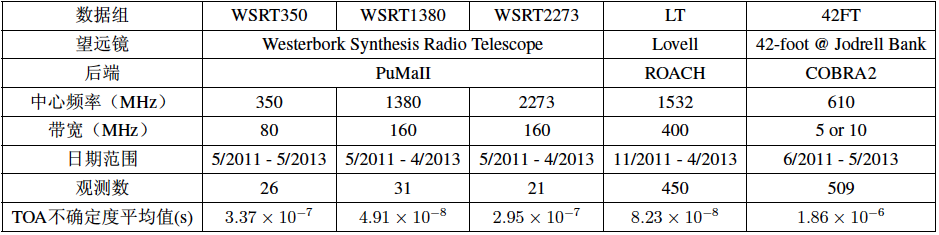 数据组 WSRT350 WSRT1380 WSRT2273 LT 42FT
望远镜 Westerbork Synthesis Radio Telescope Lovell 42-foot @ Jodrell Bank
后端 PuMaII ROACH COBRA2
中心频率（MHz） 350 1380 2273 1532 610
带宽（MHz） 80 160 160 400 5 or 10
日期范围 5/2011 - 5/2013 5/2011 - 4/2013 5/2011 - 4/2013 11/2011 - 4/2013 6/2011 - 5/2013
观测数 26 31 21 450 509
TOA不确定度平均值(s) 3.37 × 10⁻⁷ 4.91 × 10⁻⁸ 2.95 × 10⁻⁷ 8.23 × 10⁻⁸ 1.86 × 10⁻⁶